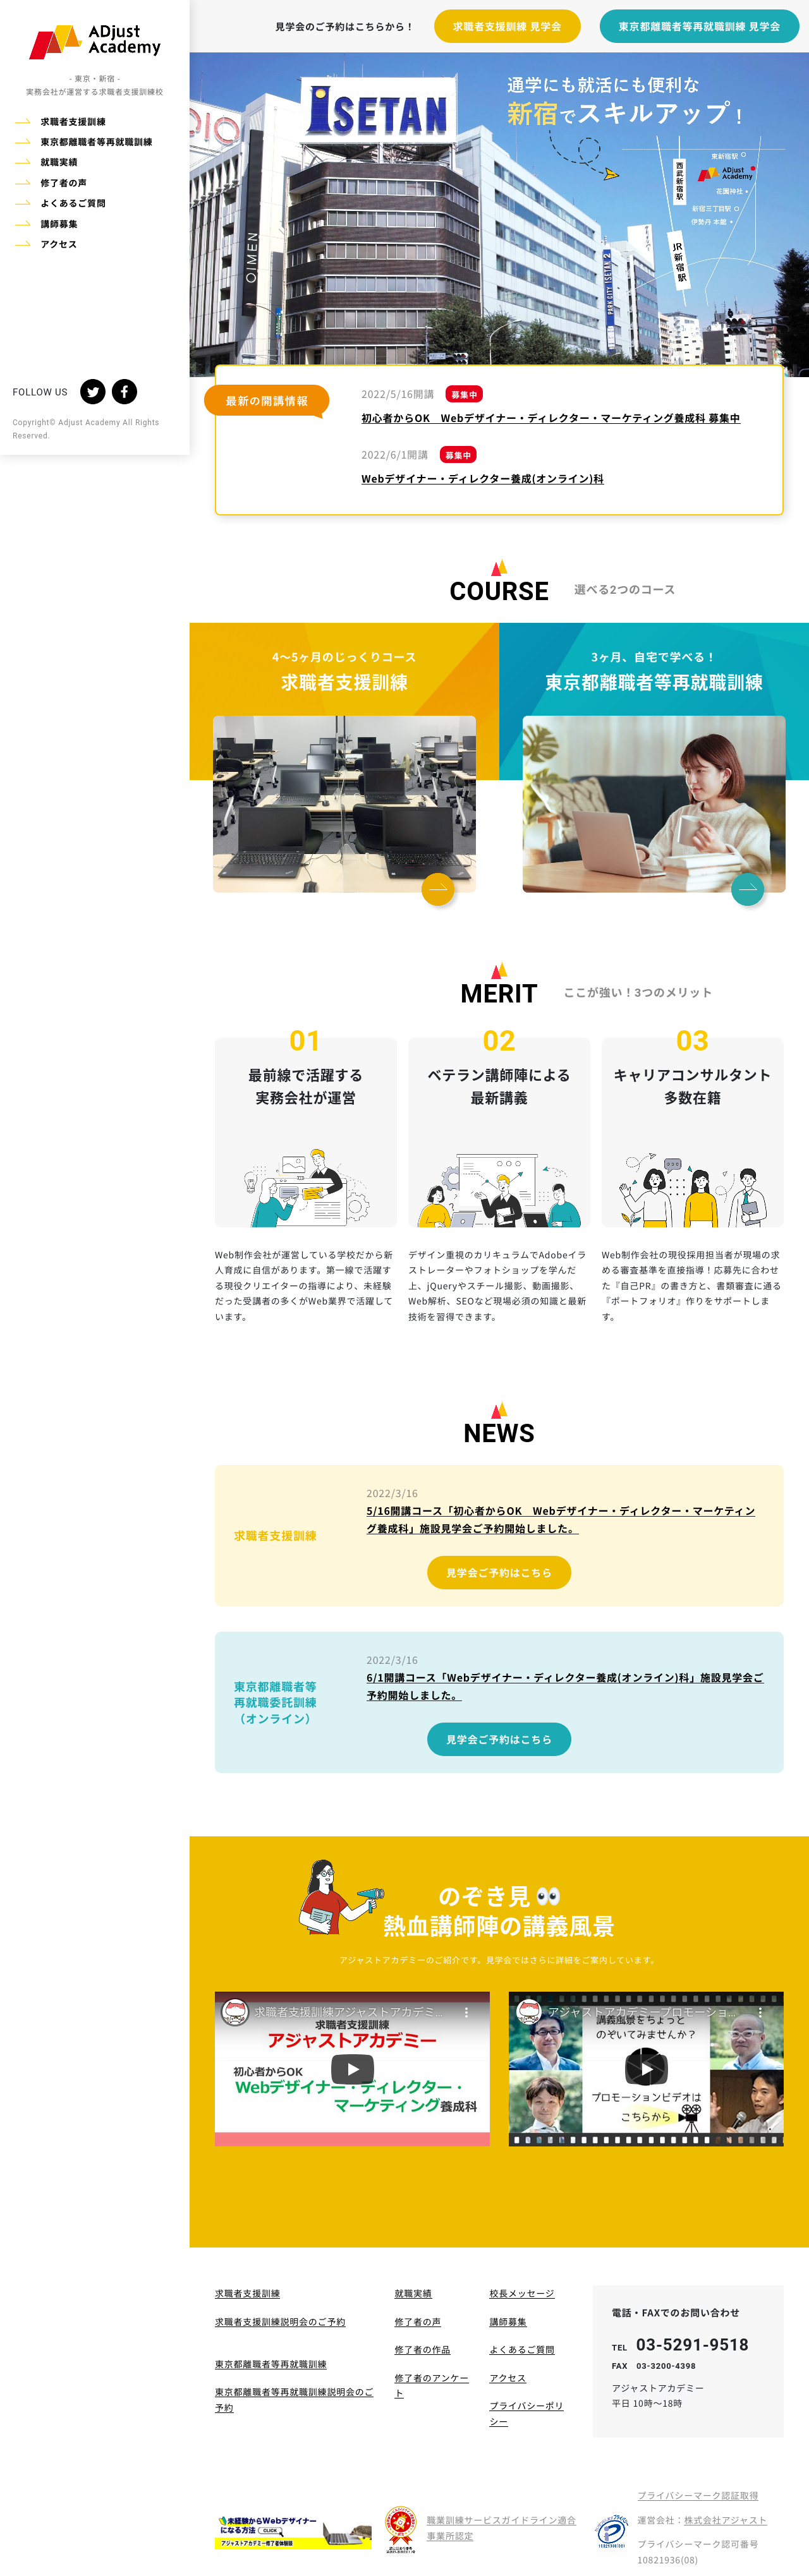 ADjust
Academy
- 東京・新宿 -
実務会社が運営する求職者支援訓練校
求職者支援訓練
東京都離職者等再就職訓練
就職実績
修了者の声
よくあるご質問
講師募集
アクセス
FOLLOW US
Copyright© Adjust Academy All Rights
Reserved.
見学会のご予約はこちらから！
求職者支援訓練 見学会
東京都離職者等再就職訓練 見学会
ISETAN
OIOI
OIMEN
PARK CITY ISETAN 2
通学にも就活にも便利な
新宿でスキルアップ！
東新宿駅
西武新宿駅
ADjust
Academy
花園神社
新宿三丁目駅
伊勢丹 本館
JR新宿駅
最新の開講情報
2022/5/16開講 募集中
初心者からOK　Webデザイナー・ディレクター・マーケティング養成科 募集中
2022/6/1開講 募集中
Webデザイナー・ディレクター養成(オンライン)科
COURSE 選べる2つのコース
4〜5ヶ月のじっくりコース
求職者支援訓練
3ヶ月、自宅で学べる！
東京都離職者等再就職訓練
MERIT ここが強い！3つのメリット
01
最前線で活躍する
実務会社が運営
Web制作会社が運営している学校だから新
人育成に自信があります。第一線で活躍す
る現役クリエイターの指導により、未経験
だった受講者の多くがWeb業界で活躍して
います。
02
ベテラン講師陣による
最新講義
デザイン重視のカリキュラムでAdobeイラ
ストレーターやフォトショップを学んだ
上、jQueryやスチール撮影、動画撮影、
Web解析、SEOなど現場必須の知識と最新
技術を習得できます。
03
キャリアコンサルタント
多数在籍
Web制作会社の現役採用担当者が現場の求
める審査基準を直接指導！応募先に合わせ
た『自己PR』の書き方と、書類審査に通る
『ポートフォリオ』作りをサポートしま
す。
NEWS
求職者支援訓練
2022/3/16
5/16開講コース「初心者からOK　Webデザイナー・ディレクター・マーケティン
グ養成科」施設見学会ご予約開始しました。
見学会ご予約はこちら
東京都離職者等
再就職委託訓練
（オンライン）
2022/3/16
6/1開講コース「Webデザイナー・ディレクター養成(オンライン)科」施設見学会ご
予約開始しました。
見学会ご予約はこちら
のぞき見
熱血講師陣の講義風景
アジャストアカデミーのご紹介です。見学会ではさらに詳細をご案内しています。
求職者支援訓練アジャストアカデミ...
求職者支援訓練
アジャストアカデミー
初心者からOK
Webデザイナー・ディレクター・
マーケティング養成科
アジャストアカデミープロモーショ...
講義風景をちょっと
のぞいてみませんか？
プロモーションビデオは
こちらから
求職者支援訓練
求職者支援訓練説明会のご予約
東京都離職者等再就職訓練
東京都離職者等再就職訓練説明会のご
予約
就職実績
修了者の声
修了者の作品
修了者のアンケー
ト
校長メッセージ
講師募集
よくあるご質問
アクセス
プライバシーポリ
シー
電話・FAXでのお問い合わせ
TEL 03-5291-9518
FAX 03-3200-4398
アジャストアカデミー
平日 10時〜18時
未経験からWebデザイナー
になる方法 CLICK
アジャストアカデミー修了者体験談
職業訓練サービスガイドライン適合
事業所認定
プライバシーマーク認証取得
運営会社：株式会社アジャスト
プライバシーマーク認可番号
10821936(08)